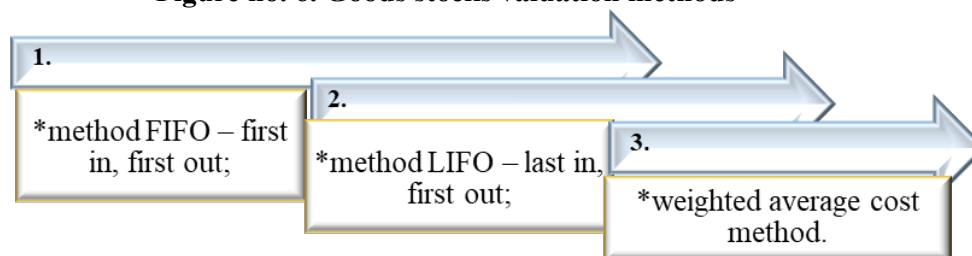 Figure no. 6. Goods stocks valuation methods
1.
*method FIFO – first
in, first out;
2.
*method LIFO – last in,
first out;
3.
*weighted average cost
method.